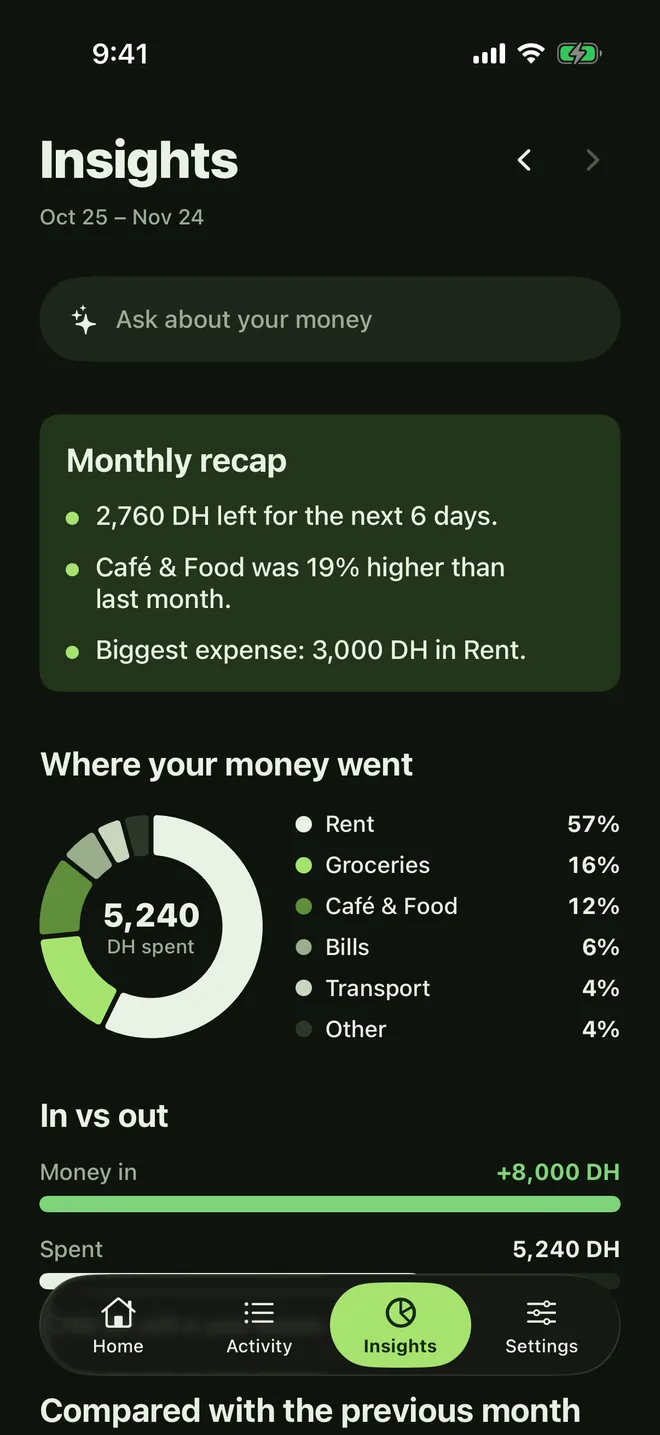 9:41
Insights
Oct 25 – Nov 24
Ask about your money
Monthly recap
2,760 DH left for the next 6 days.
Café & Food was 19% higher than
last month.
Biggest expense: 3,000 DH in Rent.
Where your money went
5,240
DH spent
Rent 57%
Groceries 16%
Café & Food 12%
Bills 6%
Transport 4%
Other 4%
In vs out
Money in +8,000 DH
Spent 5,240 DH
Home Activity Insights Settings
Compared with the previous month